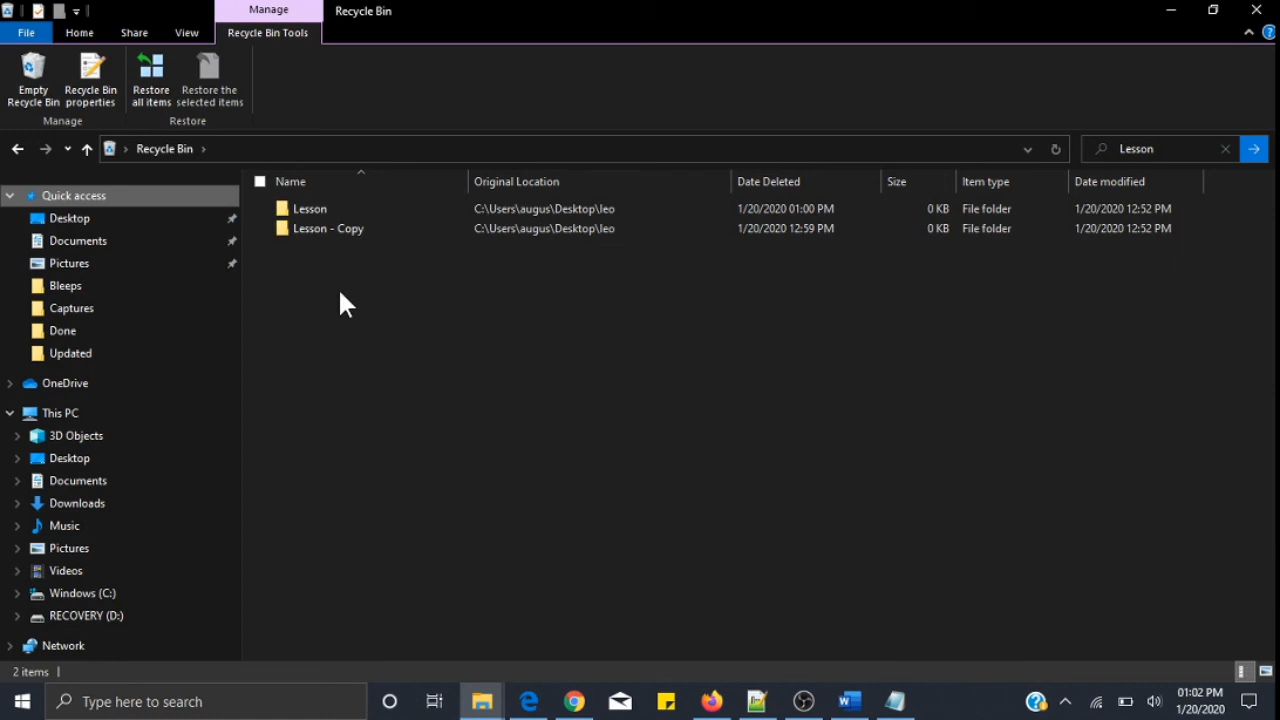 Manage
Recycle Bin
File
Home
Share
View
Recycle Bin Tools
Empty Recycle Bin
Recycle Bin properties
Restore all items
Restore the selected items
Manage
Restore
Recycle Bin
Lesson
Name
Original Location
Date Deleted
Size
Item type
Date modified
Lesson C:\Users\augus\Desktop\leo 1/20/2020 01:00 PM 0 KB File folder 1/20/2020 12:52 PM
Lesson - Copy C:\Users\augus\Desktop\leo 1/20/2020 12:59 PM 0 KB File folder 1/20/2020 12:52 PM
Quick access
Desktop
Documents
Pictures
Bleeps
Captures
Done
Updated
OneDrive
This PC
3D Objects
Desktop
Documents
Downloads
Music
Pictures
Videos
Windows (C:)
RECOVERY (D:)
Network
2 items
Type here to search
01:02 PM
1/20/2020